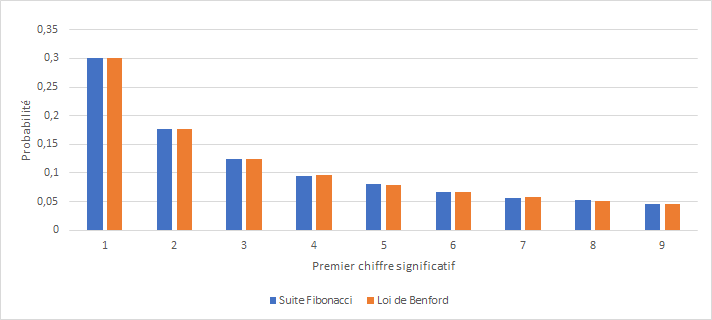 0,35
0,3
0,25
0,2
0,15
0,1
0,05
0
Probabilité
1 2 3 4 5 6 7 8 9
Premier chiffre significatif
Suite Fibonacci Loi de Benford